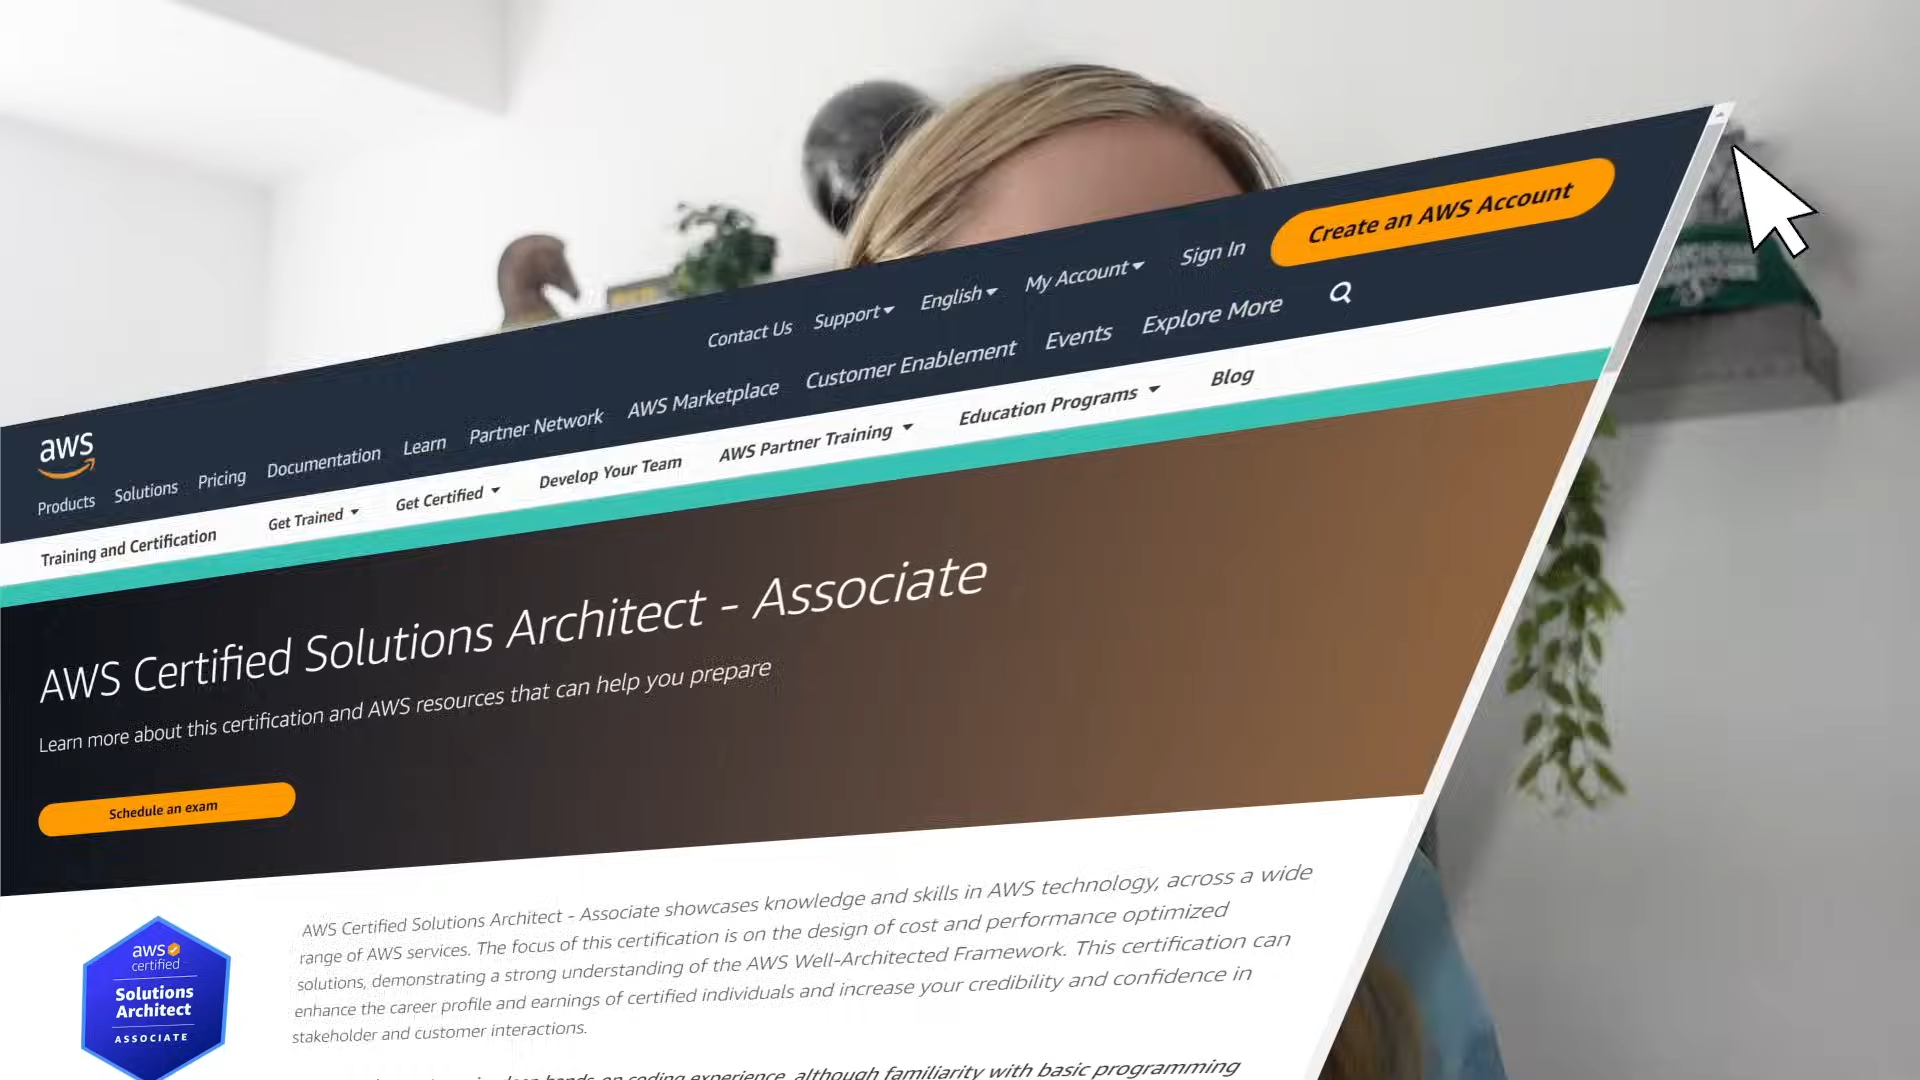 Contact Us Support English My Account Sign In Create an AWS Account
aws
Products Solutions Pricing Documentation Learn Partner Network AWS Marketplace Customer Enablement Events Explore More
Training and Certification Get Trained Get Certified Develop Your Team AWS Partner Training Education Programs Blog
AWS Certified Solutions Architect - Associate
Learn more about this certification and AWS resources that can help you prepare
Schedule an exam
aws
certified
Solutions
Architect
ASSOCIATE
AWS Certified Solutions Architect - Associate showcases knowledge and skills in AWS technology, across a wide
range of AWS services. The focus of this certification is on the design of cost and performance optimized
solutions, demonstrating a strong understanding of the AWS Well-Architected Framework. This certification can
enhance the career profile and earnings of certified individuals and increase your credibility and confidence in
stakeholder and customer interactions.
hands-on coding experience, although familiarity with basic programming